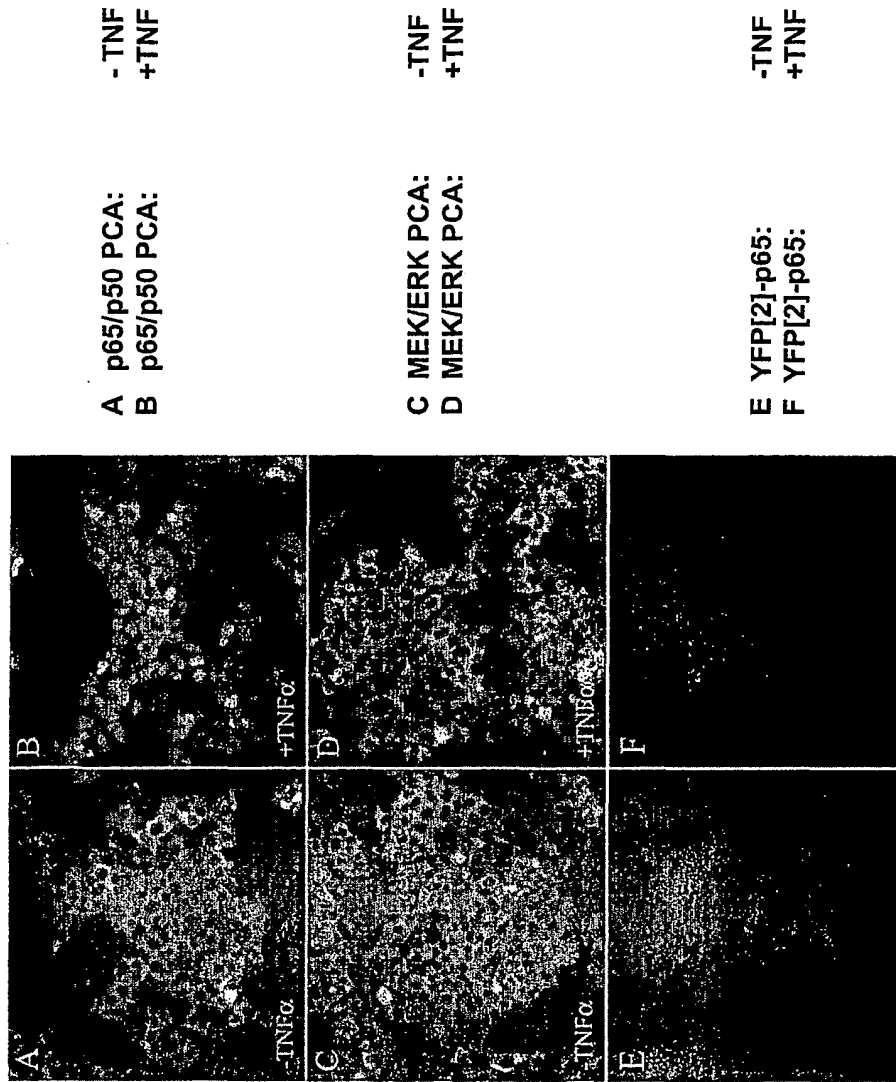 A
B
-TNFα
+TNFα
C
D
-TNFα
+TNFα
E
F
A p65/p50 PCA: - TNF
B p65/p50 PCA: +TNF
C MEK/ERK PCA: -TNF
D MEK/ERK PCA: +TNF
E YFP[2]-p65: -TNF
F YFP[2]-p65: +TNF